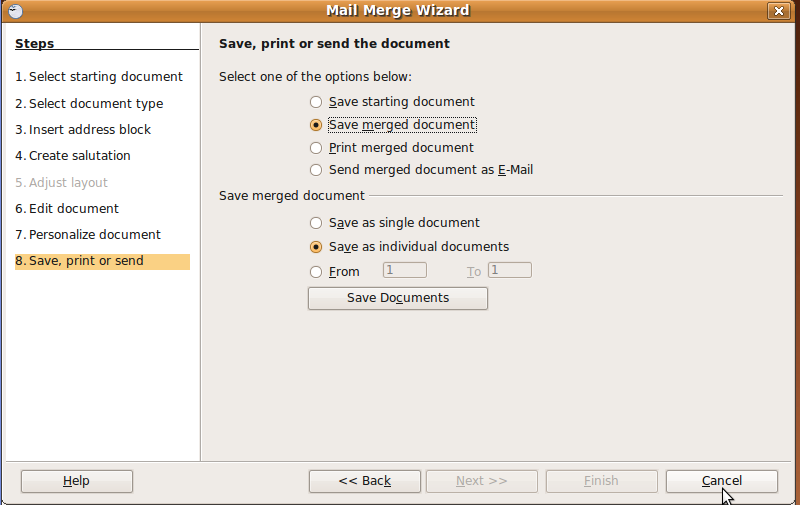 Mail Merge Wizard
Steps
1. Select starting document
2. Select document type
3. Insert address block
4. Create salutation
5. Adjust layout
6. Edit document
7. Personalize document
8. Save, print or send
Save, print or send the document
Select one of the options below:
Save starting document
Save merged document
Print merged document
Send merged document as E-Mail
Save merged document
Save as single document
Save as individual documents
From 1 To 1
Save Documents
Help << Back Next >> Finish Cancel